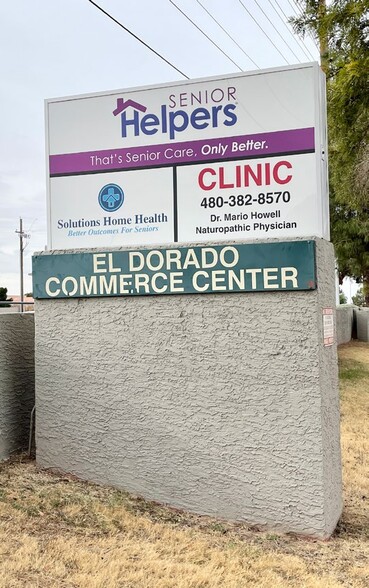 SENIOR
Helpers
That's Senior Care. Only Better.
Solutions Home Health
Better Outcomes For Seniors
CLINIC
480-382-8570
Dr. Mario Howell
Naturopathic Physician
EL DORADO
COMMERCE CENTER